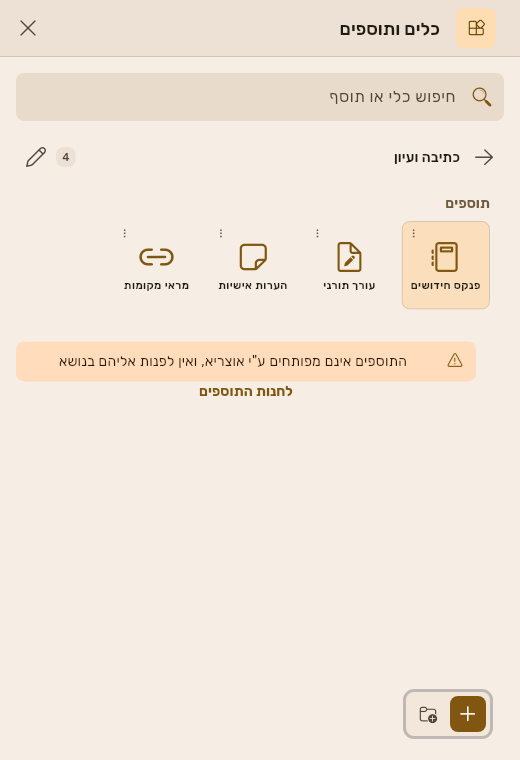 כלים ותוספים
חיפוש כלי או תוסף
כתיבה ועיון
4
תוספים
פנקס חידושים
עורך תורני
הערות אישיות
מראי מקומות
התוספים אינם מפותחים ע"י אוצריא, ואין לפנות אליהם בנושא
לחנות התוספים